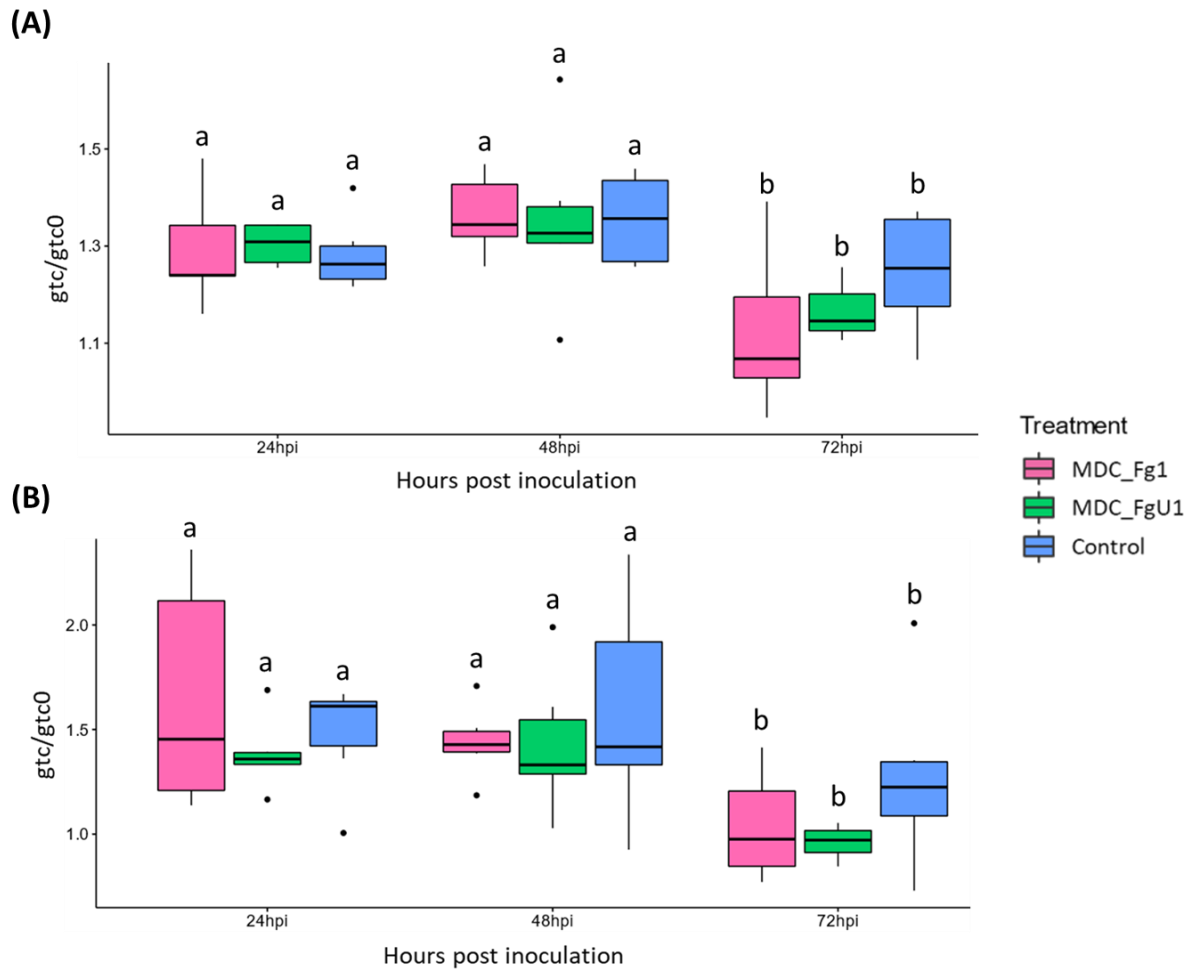 (A)
a
a
a
a
a
a
b
b
b
1.5
1.3
1.1
gtc/gtc0
24hpi
48hpi
72hpi
Hours post inoculation
Treatment
MDC_Fg1
MDC_FgU1
Control
(B)
a
a
a
a
a
a
b
b
b
2.0
1.5
1.0
gtc/gtc0
24hpi
48hpi
72hpi
Hours post inoculation